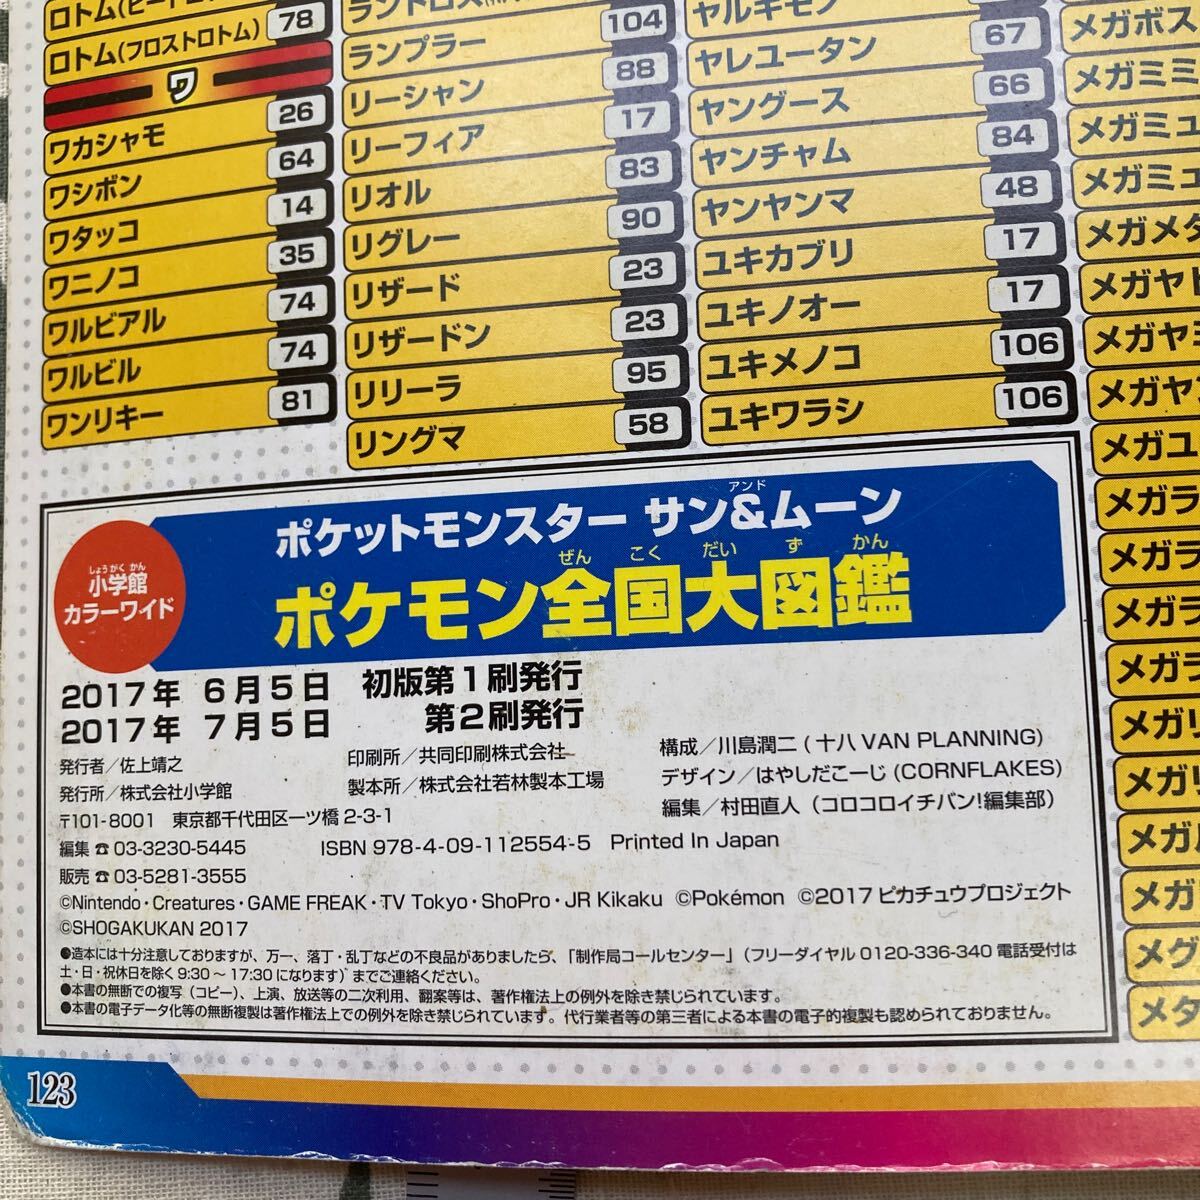 ロトム(フロストロトム) 78
ワ
ワカシャモ 26
ワシボン 64
ワタッコ 14
ワニノコ 35
ワルビアル 74
ワルビル 74
ワンリキー 81
ランプラー 104
リーシャン 88
リーフィア 17
リオル 83
リグレー 90
リザード 23
リザードン 23
リリーラ 95
リングマ 58
ヤルキモノ
ヤレユータン 67
ヤングース 66
ヤンチャム 84
ヤンヤンマ 48
ユキカブリ 17
ユキノオー 17
ユキメノコ 106
ユキワラシ 106
メガボス
メガミミ
メガミュ
メガミュ
メガメタ
メガヤ
メガヤ
メガヤ
メガユ
メガラ
メガラ
メガラ
メガラ
メガリ
メガ
メガ
メガ
メグ
メタ
しょうがくかん
小学館
カラーワイド
アンド
ポケットモンスター サン&ムーン
ぜんこくだいずかん
ポケモン全国大図鑑
2017年 6月5日 初版第1刷発行
2017年 7月5日 第2刷発行
発行者／佐上靖之
発行所／株式会社小学館
〒101-8001 東京都千代田区一ツ橋2-3-1
印刷所／共同印刷株式会社
製本所／株式会社若林製本工場
構成／川島潤二(十八VAN PLANNING)
デザイン／はやしだこーじ(CORNFLAKES)
編集／村田直人（コロコロイチバン!編集部）
編集☎03-3230-5445 ISBN 978-4-09-112554-5 Printed In Japan
販売☎03-5281-3555
©Nintendo・Creatures・GAME FREAK・TV Tokyo・ShoPro・JR Kikaku ©Pokémon ©2017 ピカチュウプロジェクト
©SHOGAKUKAN 2017
●造本には十分注意しておりますが、万一、落丁・乱丁などの不良品がありましたら、「制作局コールセンター」（フリーダイヤル0120-336-340電話受付は
土・日・祝休日を除く9:30～17:30になります）までご連絡ください。
●本書の無断での複写（コピー）、上演、放送等の二次利用、翻案等は、著作権法上の例外を除き禁じられています。
●本書の電子データ化等の無断複製は著作権法上での例外を除き禁じられています。代行業者等の第三者による本書の電子的複製も認められておりません。
123